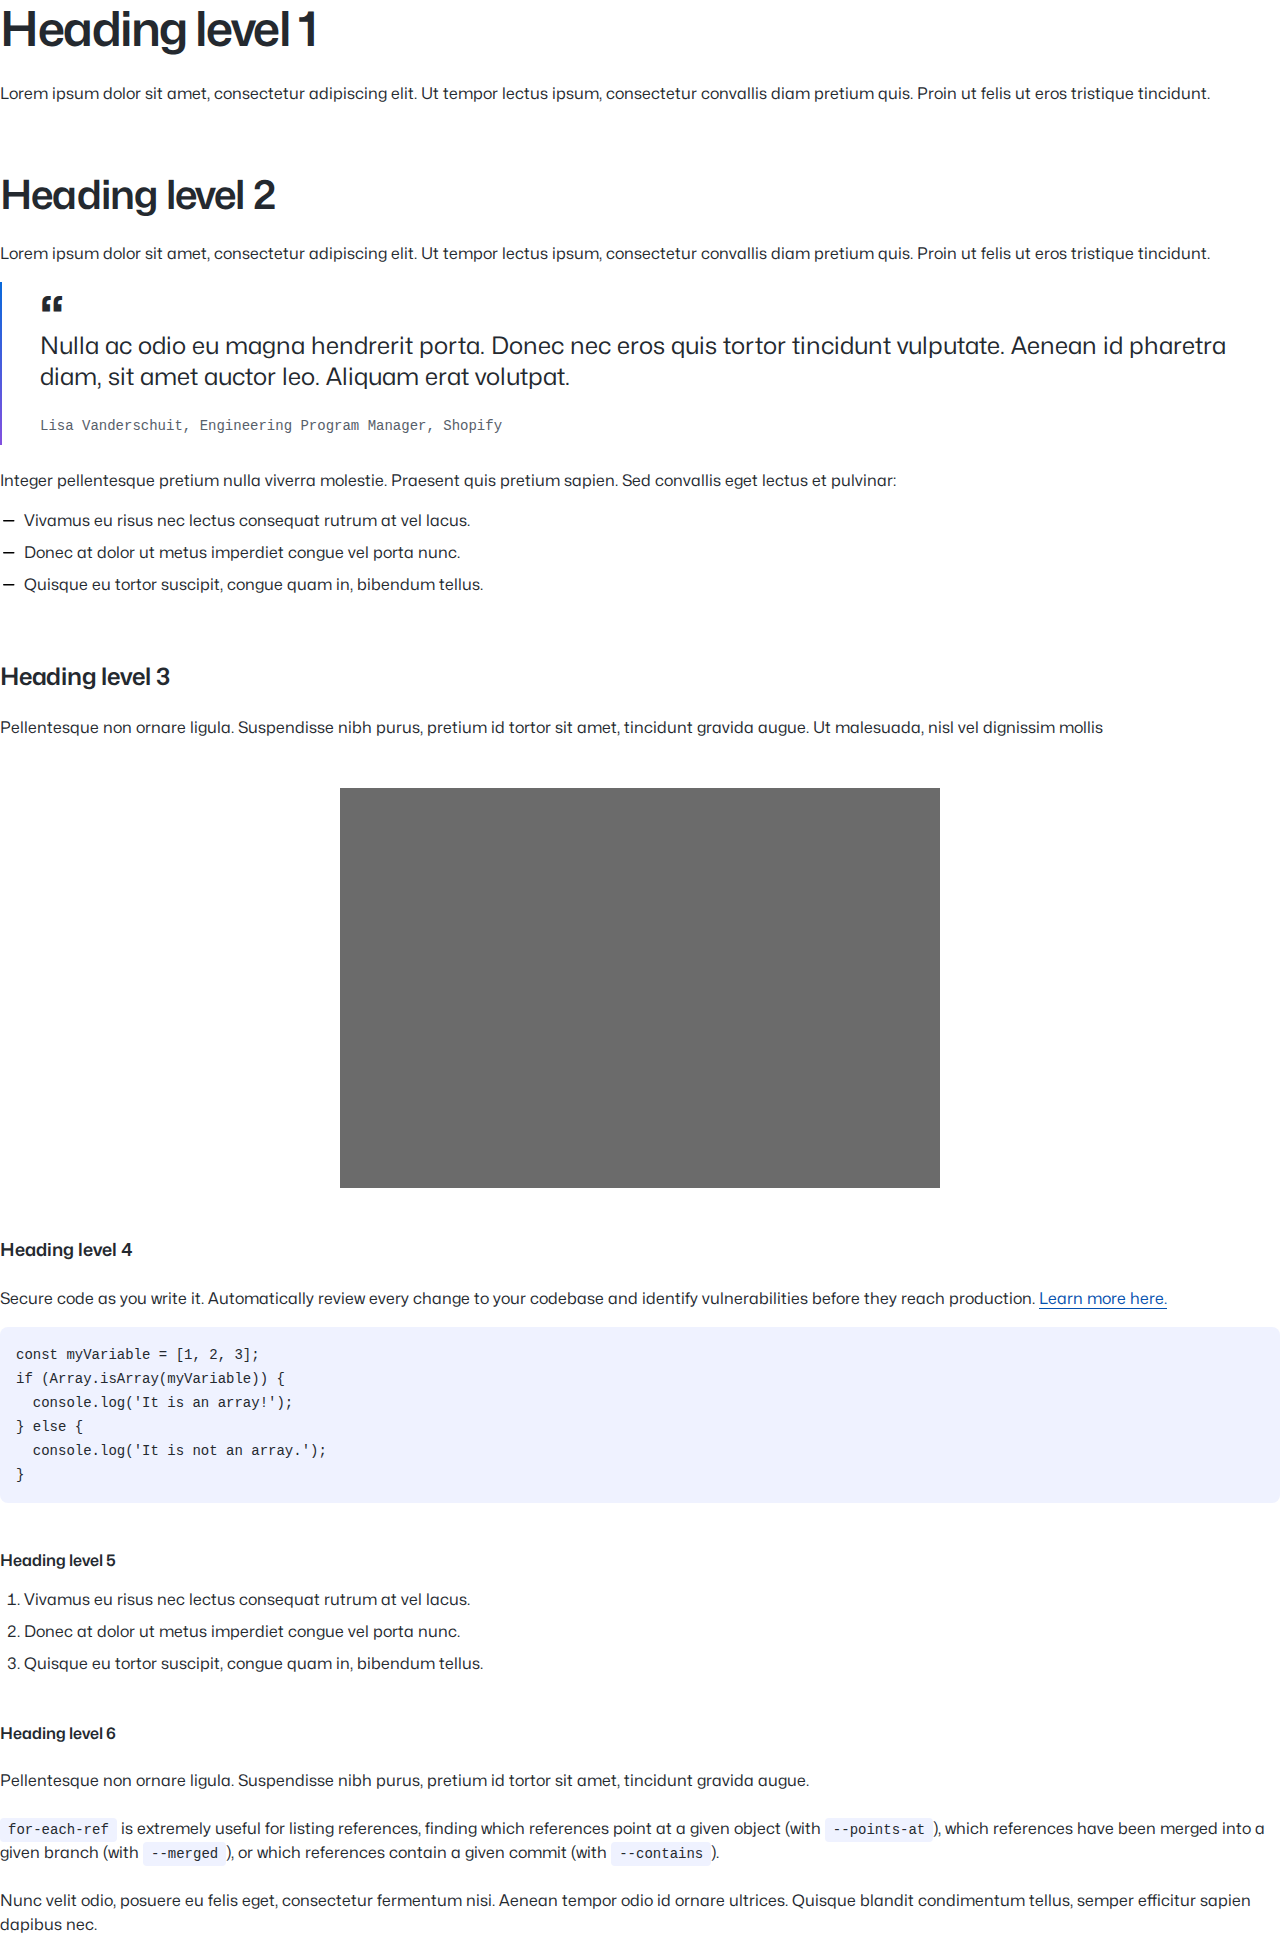 Heading level 1
Lorem ipsum dolor sit amet, consectetur adipiscing elit. Ut tempor lectus ipsum, consectetur convallis diam pretium quis. Proin ut felis ut eros tristique tincidunt.
Heading level 2
Lorem ipsum dolor sit amet, consectetur adipiscing elit. Ut tempor lectus ipsum, consectetur convallis diam pretium quis. Proin ut felis ut eros tristique tincidunt.
“
Nulla ac odio eu magna hendrerit porta. Donec nec eros quis tortor tincidunt vulputate. Aenean id pharetra
diam, sit amet auctor leo. Aliquam erat volutpat.
Lisa Vanderschuit, Engineering Program Manager, Shopify
Integer pellentesque pretium nulla viverra molestie. Praesent quis pretium sapien. Sed convallis eget lectus et pulvinar:
— Vivamus eu risus nec lectus consequat rutrum at vel lacus.
— Donec at dolor ut metus imperdiet congue vel porta nunc.
— Quisque eu tortor suscipit, congue quam in, bibendum tellus.
Heading level 3
Pellentesque non ornare ligula. Suspendisse nibh purus, pretium id tortor sit amet, tincidunt gravida augue. Ut malesuada, nisl vel dignissim mollis
Heading level 4
Secure code as you write it. Automatically review every change to your codebase and identify vulnerabilities before they reach production. Learn more here.
const myVariable = [1, 2, 3];
if (Array.isArray(myVariable)) {
  console.log('It is an array!');
} else {
  console.log('It is not an array.');
}
Heading level 5
1. Vivamus eu risus nec lectus consequat rutrum at vel lacus.
2. Donec at dolor ut metus imperdiet congue vel porta nunc.
3. Quisque eu tortor suscipit, congue quam in, bibendum tellus.
Heading level 6
Pellentesque non ornare ligula. Suspendisse nibh purus, pretium id tortor sit amet, tincidunt gravida augue.
for-each-ref is extremely useful for listing references, finding which references point at a given object (with --points-at ), which references have been merged into a
given branch (with --merged ), or which references contain a given commit (with --contains ).
Nunc velit odio, posuere eu felis eget, consectetur fermentum nisi. Aenean tempor odio id ornare ultrices. Quisque blandit condimentum tellus, semper efficitur sapien
dapibus nec.